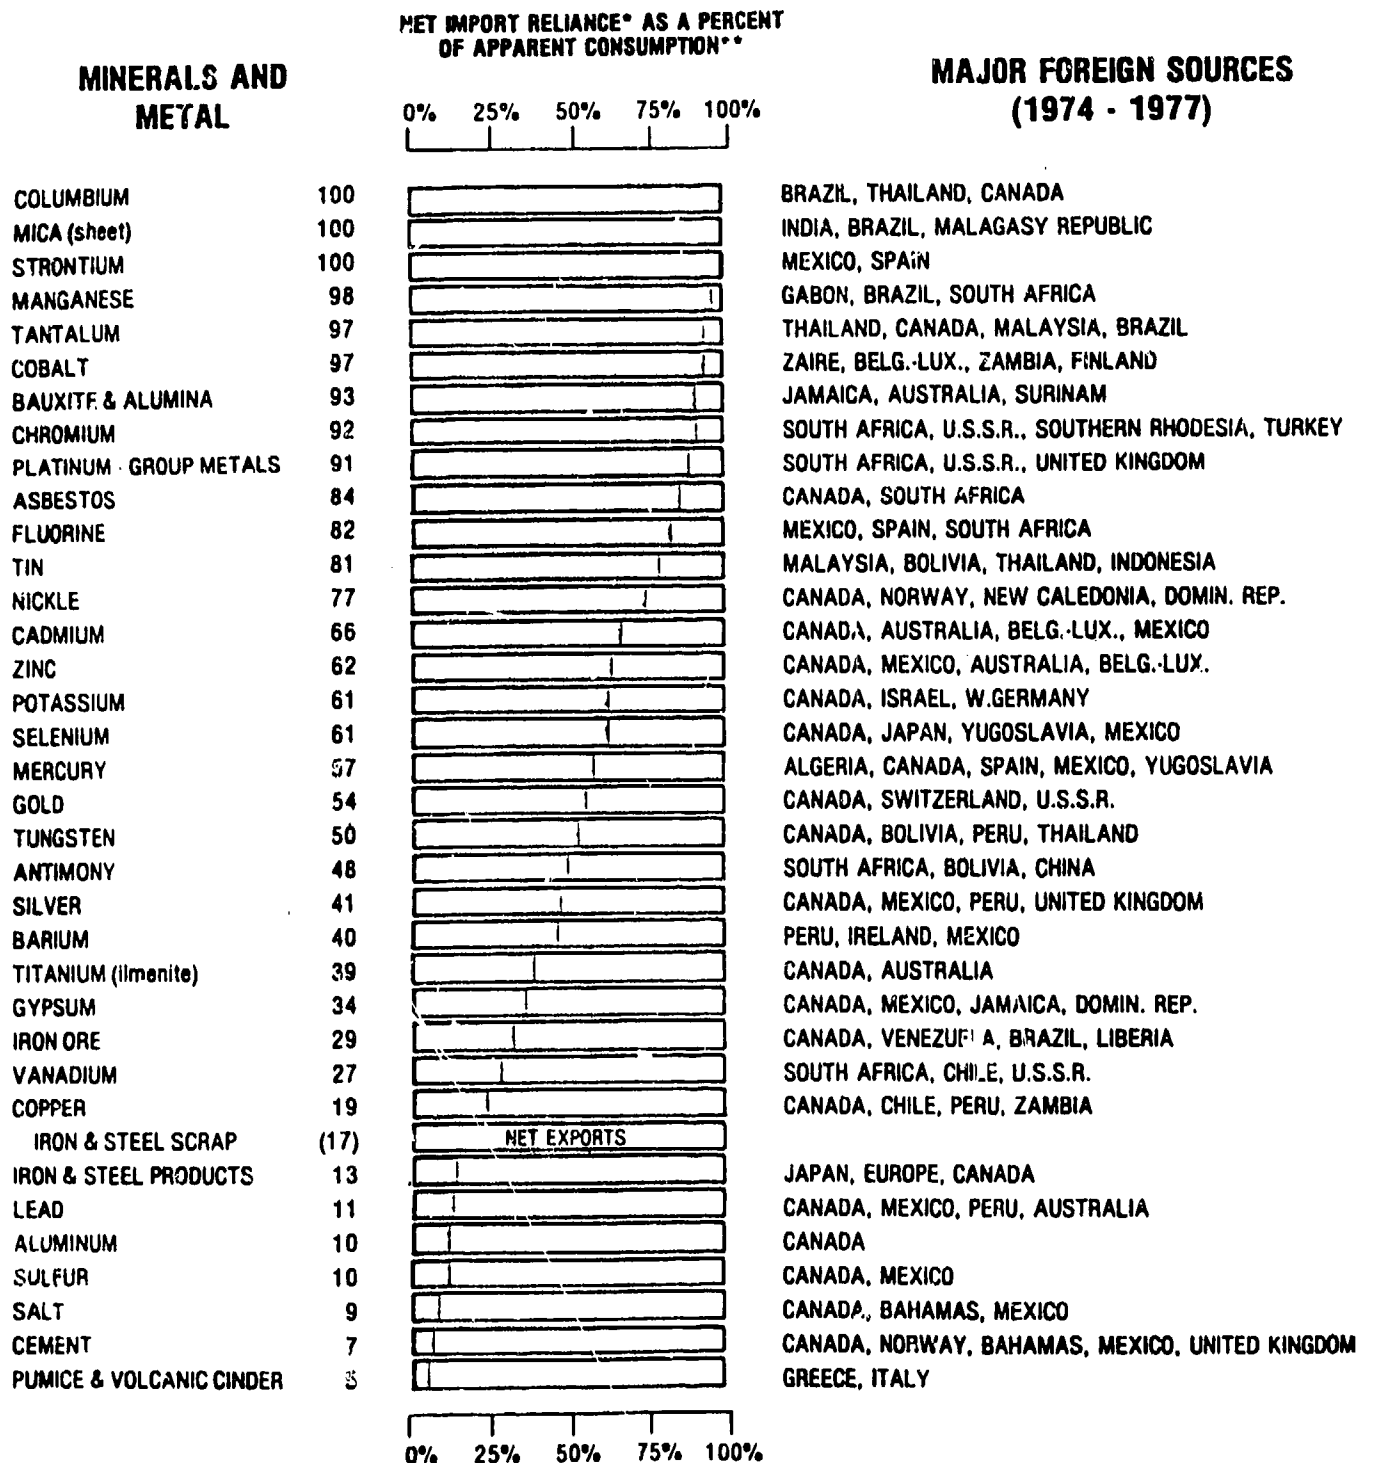 NET IMPORT RELIANCE* AS A PERCENT
OF APPARENT CONSUMPTION**
MINERALS AND
METAL
MAJOR FOREIGN SOURCES
(1974 - 1977)
0% 25% 50% 75% 100%
COLUMBIUM 100 BRAZIL, THAILAND, CANADA
MICA (sheet) 100 INDIA, BRAZIL, MALAGASY REPUBLIC
STRONTIUM 100 MEXICO, SPAIN
MANGANESE 98 GABON, BRAZIL, SOUTH AFRICA
TANTALUM 97 THAILAND, CANADA, MALAYSIA, BRAZIL
COBALT 97 ZAIRE, BELG.-LUX., ZAMBIA, FINLAND
BAUXITE & ALUMINA 93 JAMAICA, AUSTRALIA, SURINAM
CHROMIUM 92 SOUTH AFRICA, U.S.S.R., SOUTHERN RHODESIA, TURKEY
PLATINUM - GROUP METALS 91 SOUTH AFRICA, U.S.S.R., UNITED KINGDOM
ASBESTOS 84 CANADA, SOUTH AFRICA
FLUORINE 82 MEXICO, SPAIN, SOUTH AFRICA
TIN 81 MALAYSIA, BOLIVIA, THAILAND, INDONESIA
NICKLE 77 CANADA, NORWAY, NEW CALEDONIA, DOMIN. REP.
CADMIUM 66 CANADA, AUSTRALIA, BELG.-LUX., MEXICO
ZINC 62 CANADA, MEXICO, AUSTRALIA, BELG.-LUX.
POTASSIUM 61 CANADA, ISRAEL, W.GERMANY
SELENIUM 61 CANADA, JAPAN, YUGOSLAVIA, MEXICO
MERCURY 57 ALGERIA, CANADA, SPAIN, MEXICO, YUGOSLAVIA
GOLD 54 CANADA, SWITZERLAND, U.S.S.R.
TUNGSTEN 50 CANADA, BOLIVIA, PERU, THAILAND
ANTIMONY 48 SOUTH AFRICA, BOLIVIA, CHINA
SILVER 41 CANADA, MEXICO, PERU, UNITED KINGDOM
BARIUM 40 PERU, IRELAND, MEXICO
TITANIUM (ilmenite) 39 CANADA, AUSTRALIA
GYPSUM 34 CANADA, MEXICO, JAMAICA, DOMIN. REP.
IRON ORE 29 CANADA, VENEZUELA, BRAZIL, LIBERIA
VANADIUM 27 SOUTH AFRICA, CHILE, U.S.S.R.
COPPER 19 CANADA, CHILE, PERU, ZAMBIA
IRON & STEEL SCRAP (17) NET EXPORTS
IRON & STEEL PRODUCTS 13 JAPAN, EUROPE, CANADA
LEAD 11 CANADA, MEXICO, PERU, AUSTRALIA
ALUMINUM 10 CANADA
SULFUR 10 CANADA, MEXICO
SALT 9 CANADA, BAHAMAS, MEXICO
CEMENT 7 CANADA, NORWAY, BAHAMAS, MEXICO, UNITED KINGDOM
PUMICE & VOLCANIC CINDER GREECE, ITALY
0% 25% 50% 75% 100%